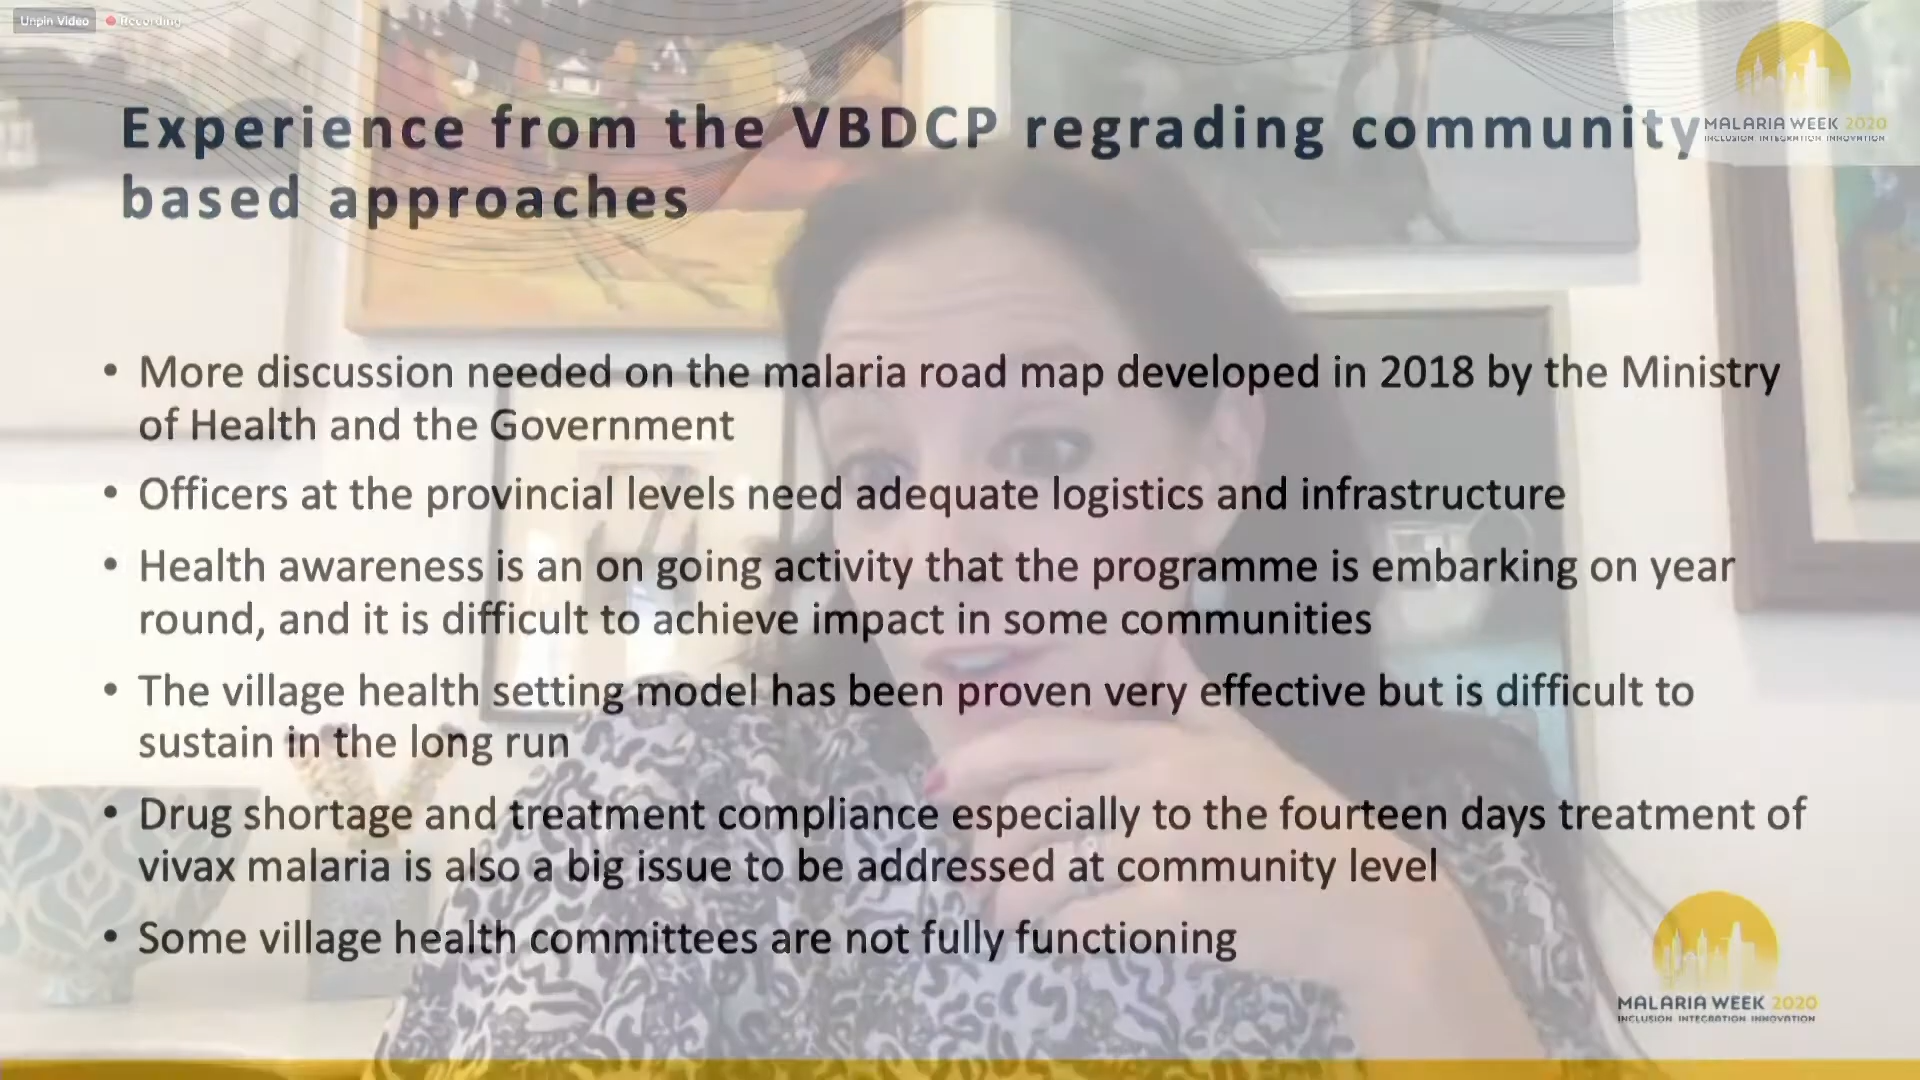 Unpin Video Recording
Experience from the VBDCP regrading community
based approaches
MALARIA WEEK 2020
INCLUSION. INTEGRATION. INNOVATION
• More discussion needed on the malaria road map developed in 2018 by the Ministry
of Health and the Government
• Officers at the provincial levels need adequate logistics and infrastructure
• Health awareness is an on going activity that the programme is embarking on year
round, and it is difficult to achieve impact in some communities
• The village health setting model has been proven very effective but is difficult to
sustain in the long run
• Drug shortage and treatment compliance especially to the fourteen days treatment of
vivax malaria is also a big issue to be addressed at community level
• Some village health committees are not fully functioning
MALARIA WEEK 2020
INCLUSION. INTEGRATION. INNOVATION